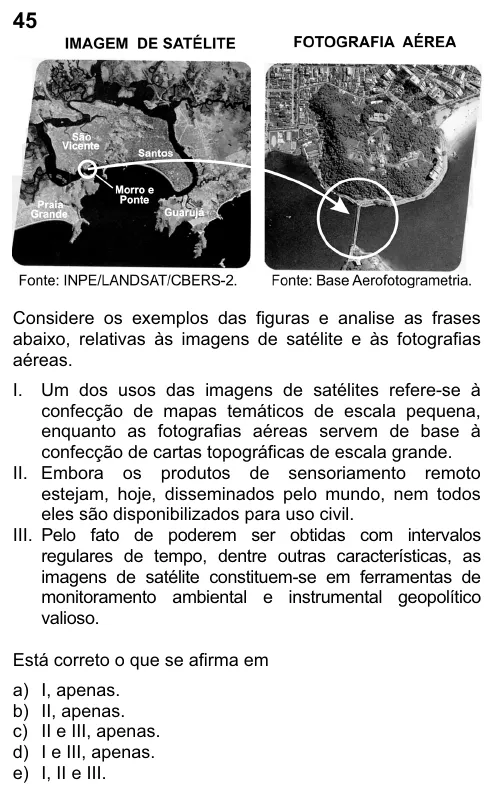 45
IMAGEM DE SATÉLITE
FOTOGRAFIA AÉREA
São
Vicente
Santos
Morro e
Ponte
Praia
Grande
Guarujá
Fonte: INPE/LANDSAT/CBERS-2.
Fonte: Base Aerofotogrametria.
Considere os exemplos das figuras e analise as frases
abaixo, relativas às imagens de satélite e às fotografias
aéreas.
I. Um dos usos das imagens de satélites refere-se à
confecção de mapas temáticos de escala pequena,
enquanto as fotografias aéreas servem de base à
confecção de cartas topográficas de escala grande.
II. Embora os produtos de sensoriamento remoto
estejam, hoje, disseminados pelo mundo, nem todos
eles são disponibilizados para uso civil.
III. Pelo fato de poderem ser obtidas com intervalos
regulares de tempo, dentre outras características, as
imagens de satélite constituem-se em ferramentas de
monitoramento ambiental e instrumental geopolítico
valioso.
Está correto o que se afirma em
a) I, apenas.
b) II, apenas.
c) II e III, apenas.
d) I e III, apenas.
e) I, II e III.